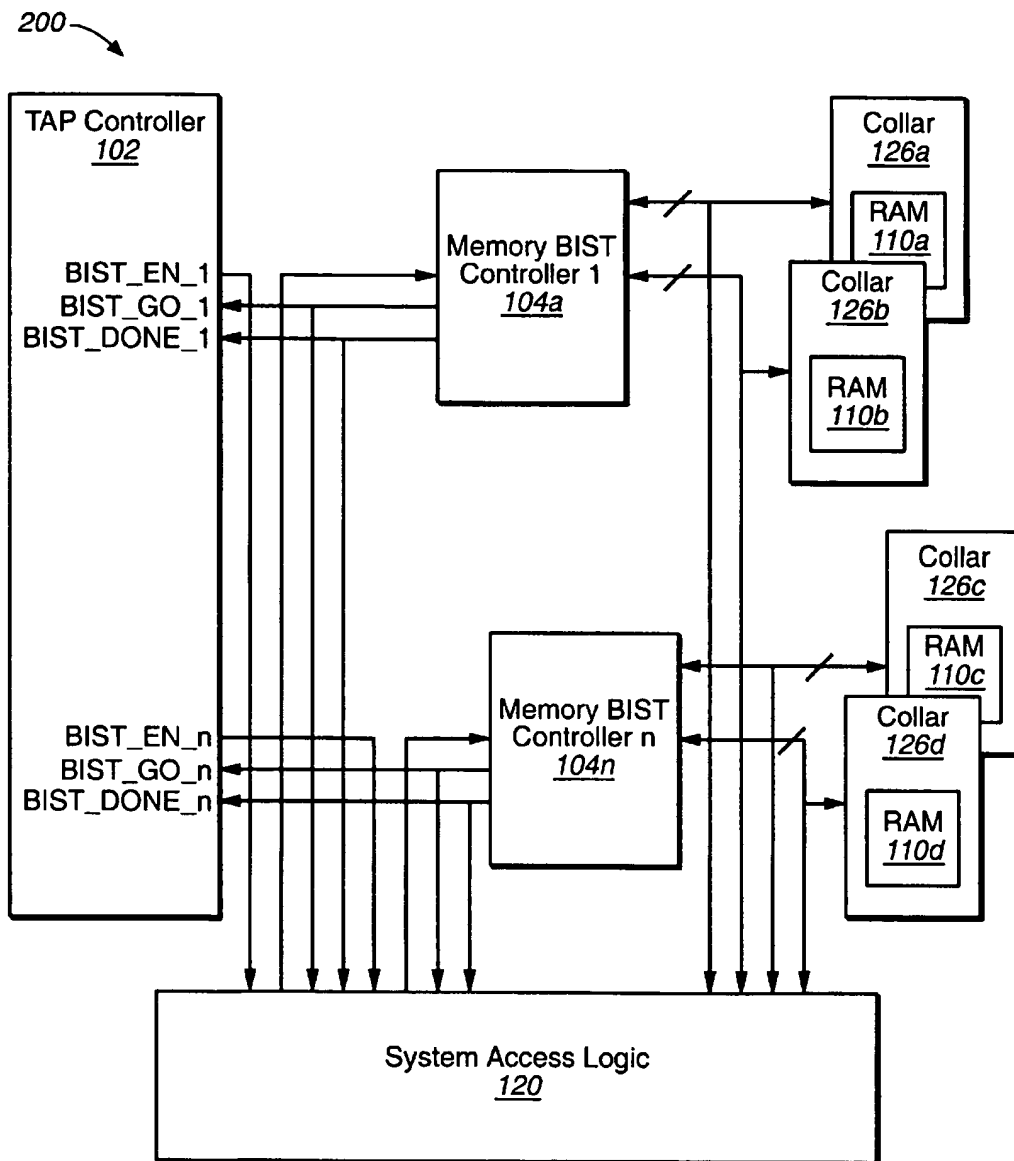 200
TAP Controller
102
BIST_EN_1
BIST_GO_1
BIST_DONE_1
BIST_EN_n
BIST_GO_n
BIST_DONE_n
Memory BIST
Controller 1
104a
Collar
126a
RAM
110a
Collar
126b
RAM
110b
Memory BIST
Controller n
104n
Collar
126c
RAM
110c
Collar
126d
RAM
110d
System Access Logic
120